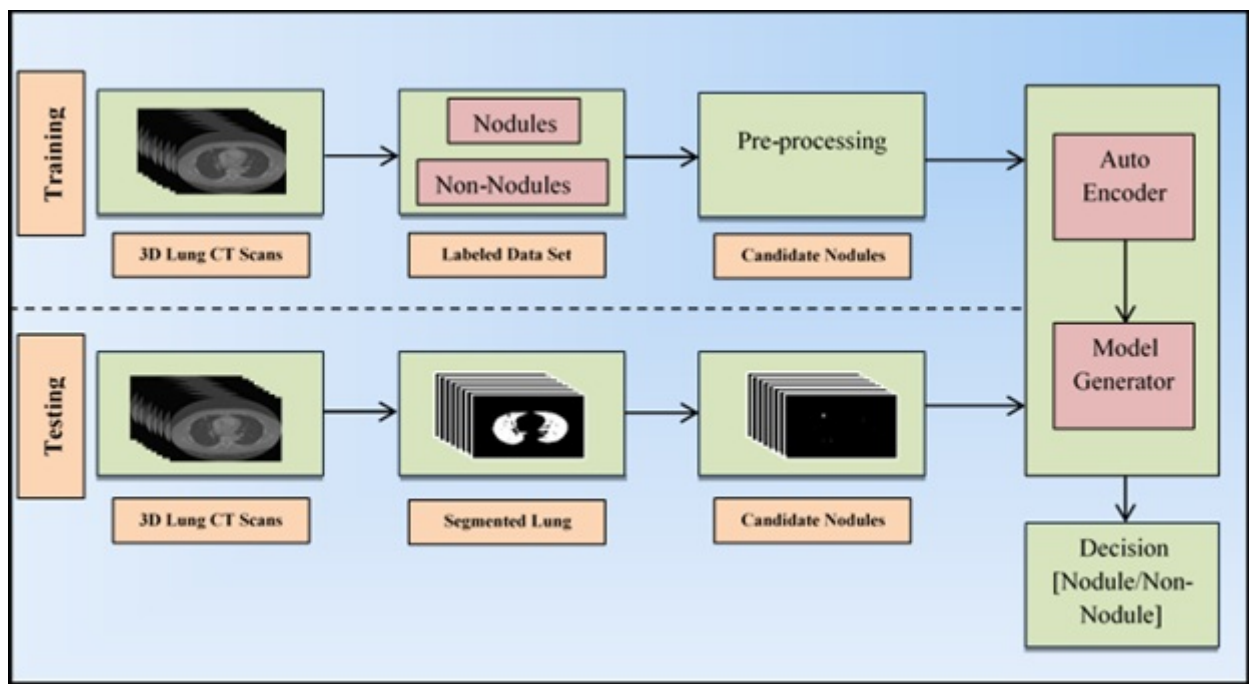 Training
Nodules
Non-Nodules
Pre-processing
Auto
Encoder
3D Lung CT Scans
Labeled Data Set
Candidate Nodules
Model
Generator
Testing
3D Lung CT Scans
Segmented Lung
Candidate Nodules
Decision
[Nodule/Non-
Nodule]